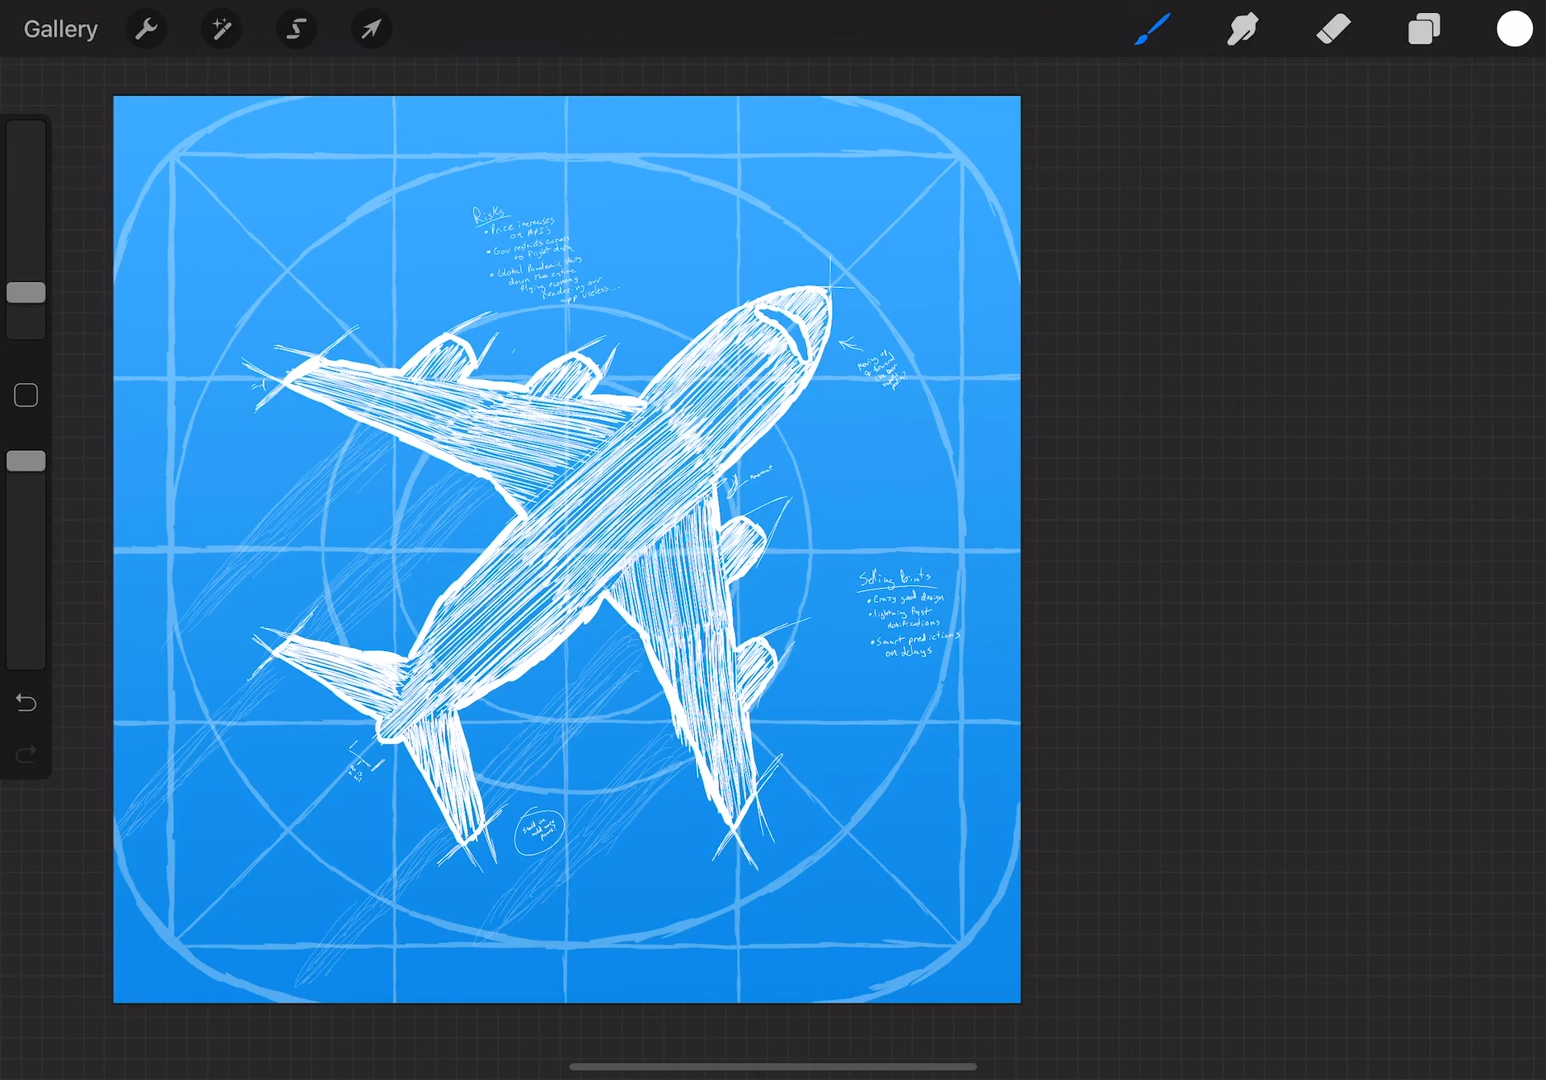 Gallery
Risks
• Price increases
on API's
• Gov restricts access
to flight data
• Global Pandemic shuts
down the entire
flying economy
rendering our
app useless...
Selling Points
• Crazy good design
• lightning fast
notifications
• Smart predictions
on delays